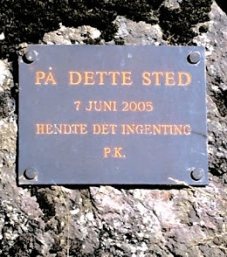 PÅ DETTE STED
7 JUNI 2005
HENDTE DET INGENTING
P.K.